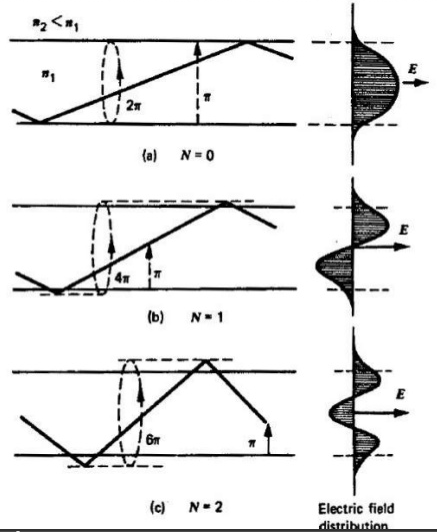 n₂ < n₁
n₁
2π
π
E
(a) N = 0
4π
π
E
(b) N = 1
6π
π
E
(c) N = 2
Electric field
distribution